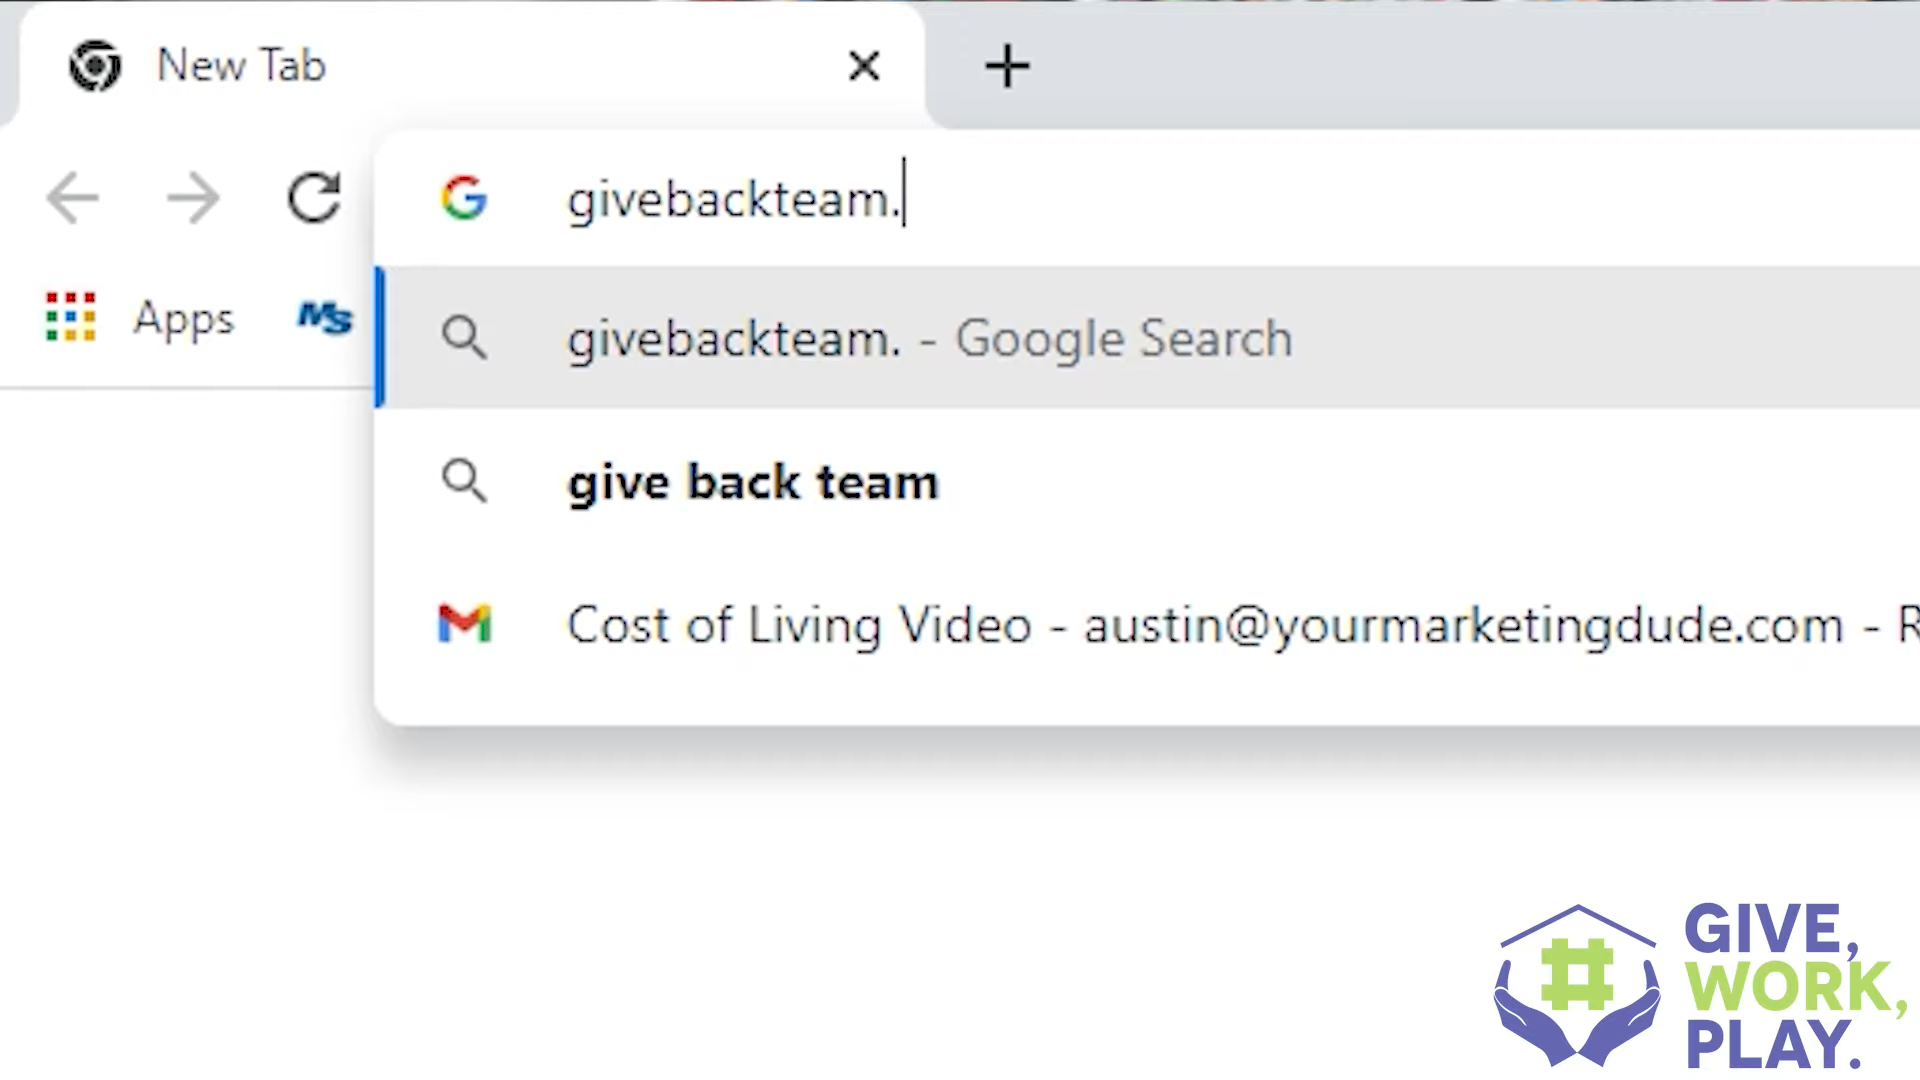 New Tab
givebackteam.
Apps
givebackteam. - Google Search
give back team
Cost of Living Video - austin@yourmarketingdude.com - R
GIVE,
WORK,
PLAY.